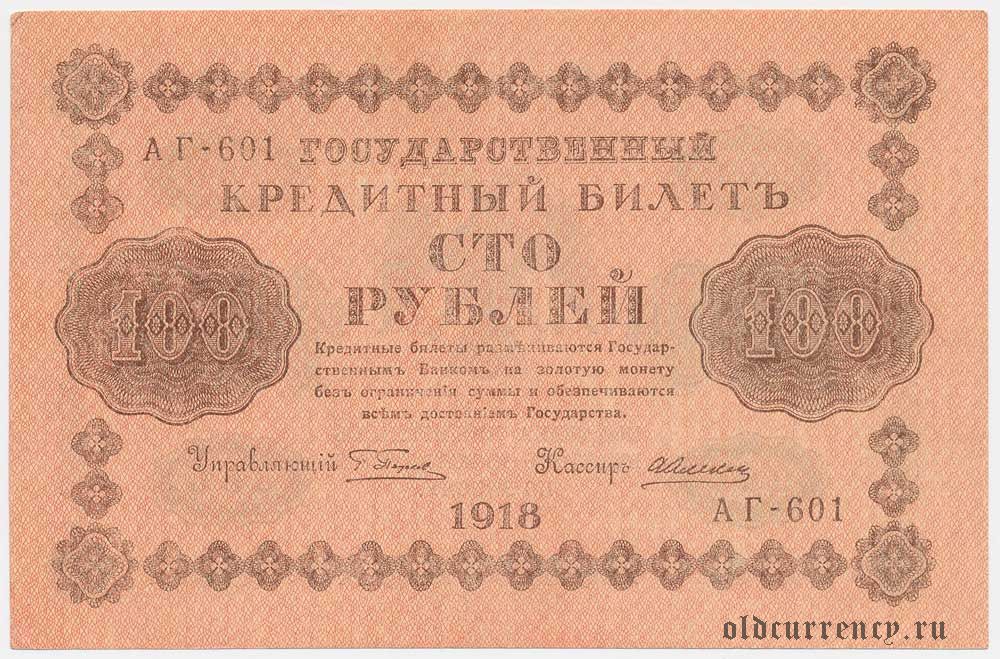 АГ-601 ГОСУДАРСТВЕННЫЙ
КРЕДИТНЫЙ БИЛЕТЪ
СТО
РУБЛЕЙ
100
100
Кредитные билеты размѣниваются Государ-
ственнымъ Банкомъ на золотую монету
безъ ограниченія суммы и обезпечиваются
всѣмъ достояніемъ Государства.
Управляющій
Кассиръ
1918
АГ-601
oldcurrency.ru